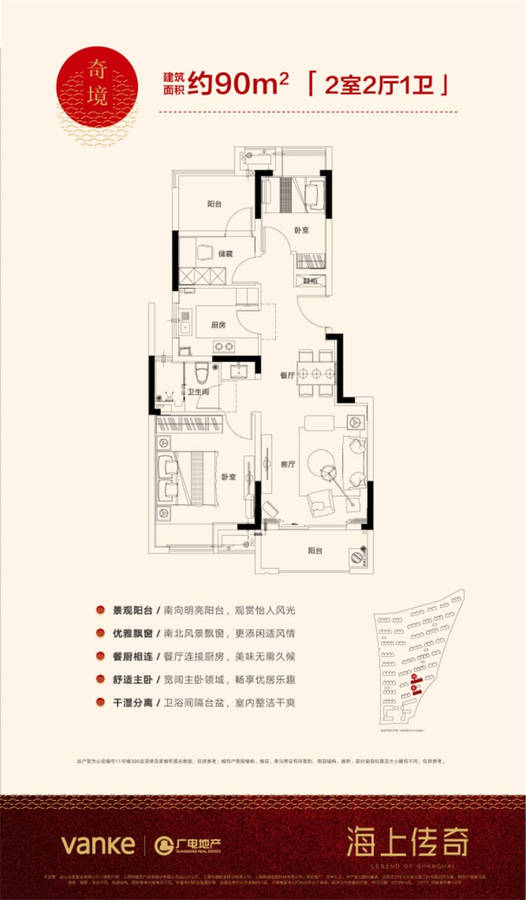 奇境
建筑面积 约90m² 「2室2厅1卫」
阳台
卧室
储藏
鞋柜
厨房
餐厅
卫生间
客厅
卧室
阳台
景观阳台 / 南向明亮阳台，观赏怡人风光
优雅飘窗 / 南北风景飘窗，更添闲适风情
餐厨相连 / 餐厅连接厨房，美味无需久候
舒适主卧 / 宽阔主卧领域，畅享优居乐趣
干湿分离 / 卫浴间隔台盆，室内整洁干爽
vanke
广电地产
GUANGDIAN REAL ESTATE
海上传奇
LEGEND OF SHANGHAI